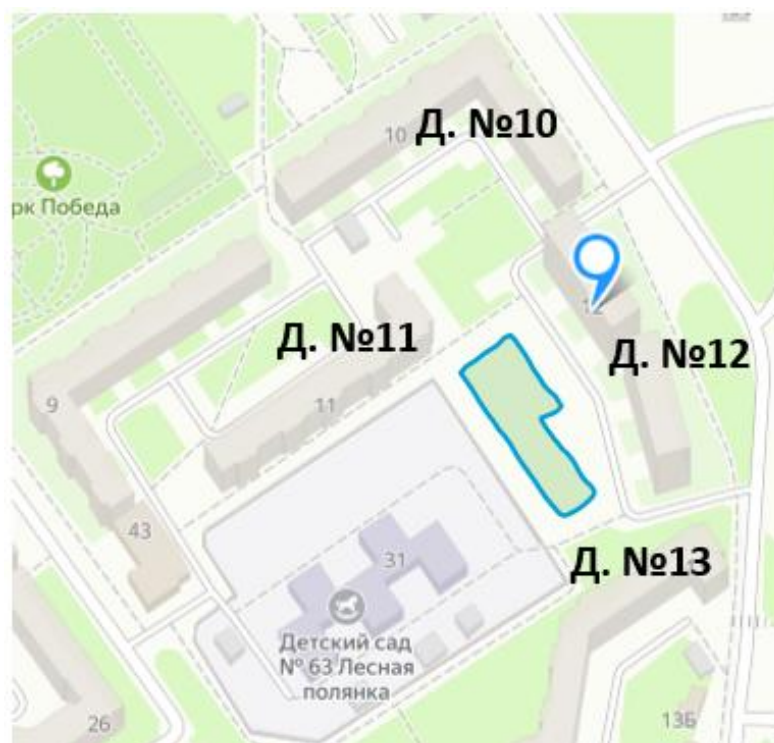 10
Д. №10
рк Победа
12
Д. №11
Д. №12
9
11
43
31
Д. №13
Детский сад
№ 63 Лесная
полянка
26
13Б